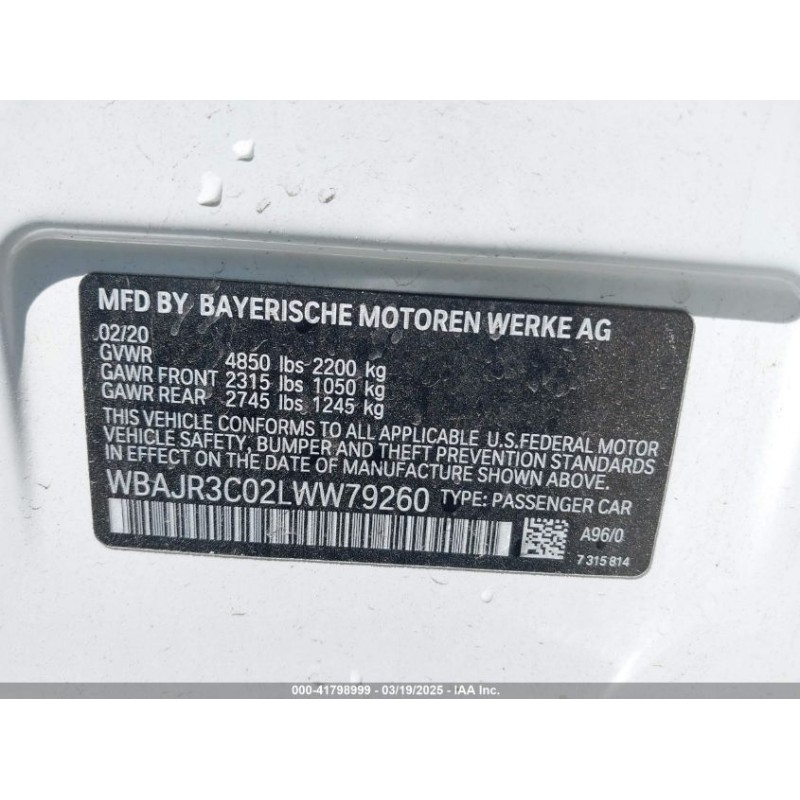 MFD BY BAYERISCHE MOTOREN WERKE AG
02/20
GVWR 4850 lbs 2200 kg
GAWR FRONT 2315 lbs 1050 kg
GAWR REAR 2745 lbs 1245 kg
THIS VEHICLE CONFORMS TO ALL APPLICABLE U.S.FEDERAL MOTOR
VEHICLE SAFETY, BUMPER AND THEFT PREVENTION STANDARDS
IN EFFECT ON THE DATE OF MANUFACTURE SHOWN ABOVE.
WBAJR3C02LWW79260 TYPE: PASSENGER CAR
A96/0
7 315 814
000-41798999 - 03/19/2025 - IAA Inc.